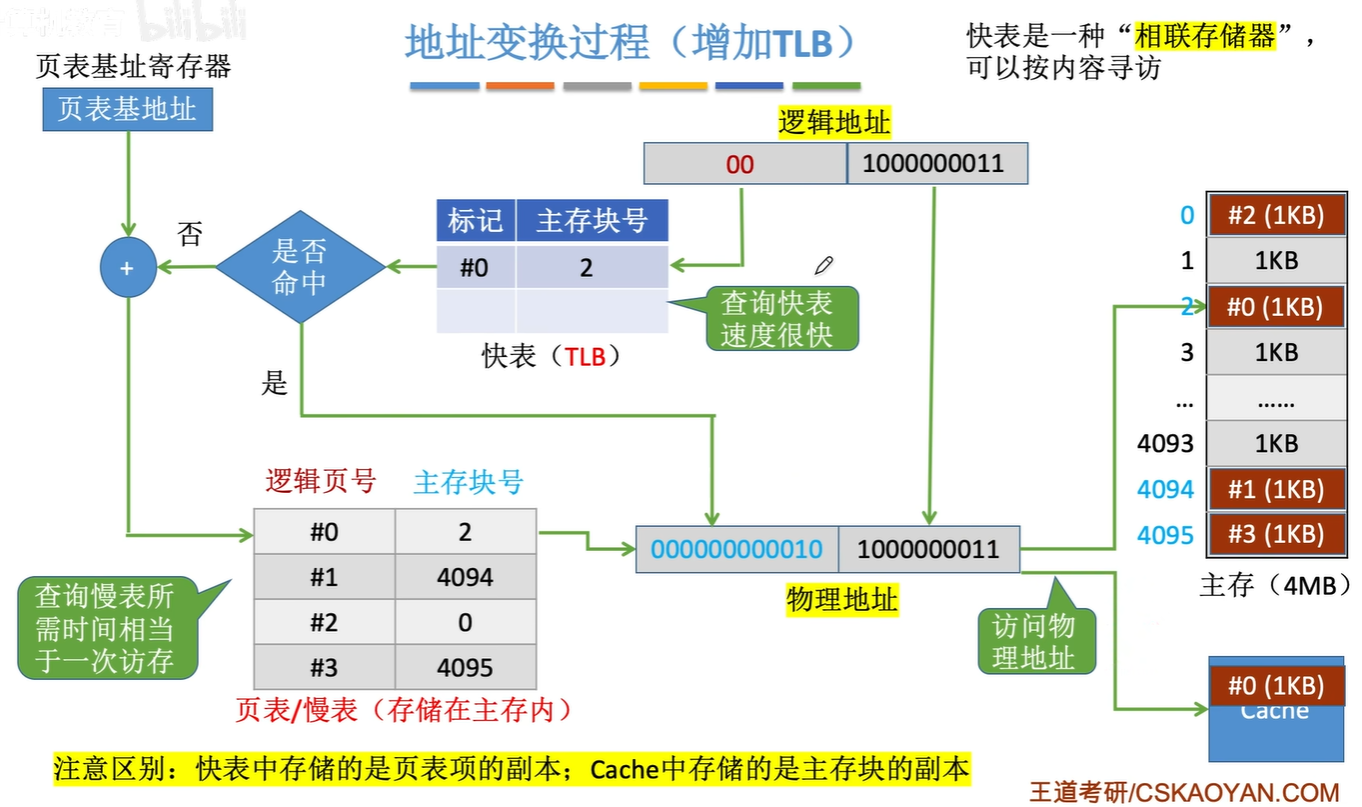 bilibili
地址变换过程（增加TLB）
快表是一种“相联存储器”，
可以按内容寻访
页表基址寄存器
页表基地址
逻辑地址
00 1000000011
+
否
是否
命中
标记 主存块号
#0 2
查询快表
速度很快
快表（TLB）
是
0 #2 (1KB)
1 1KB
2 #0 (1KB)
3 1KB
... ......
4093 1KB
4094 #1 (1KB)
4095 #3 (1KB)
主存（4MB）
逻辑页号 主存块号
#0 2
#1 4094
#2 0
#3 4095
页表/慢表（存储在主存内）
查询慢表所
需时间相当
于一次访存
000000000010 1000000011
物理地址
访问物
理地址
#0 (1KB)
Cache
注意区别：快表中存储的是页表项的副本；Cache中存储的是主存块的副本
王道考研/CSKAOYAN.COM